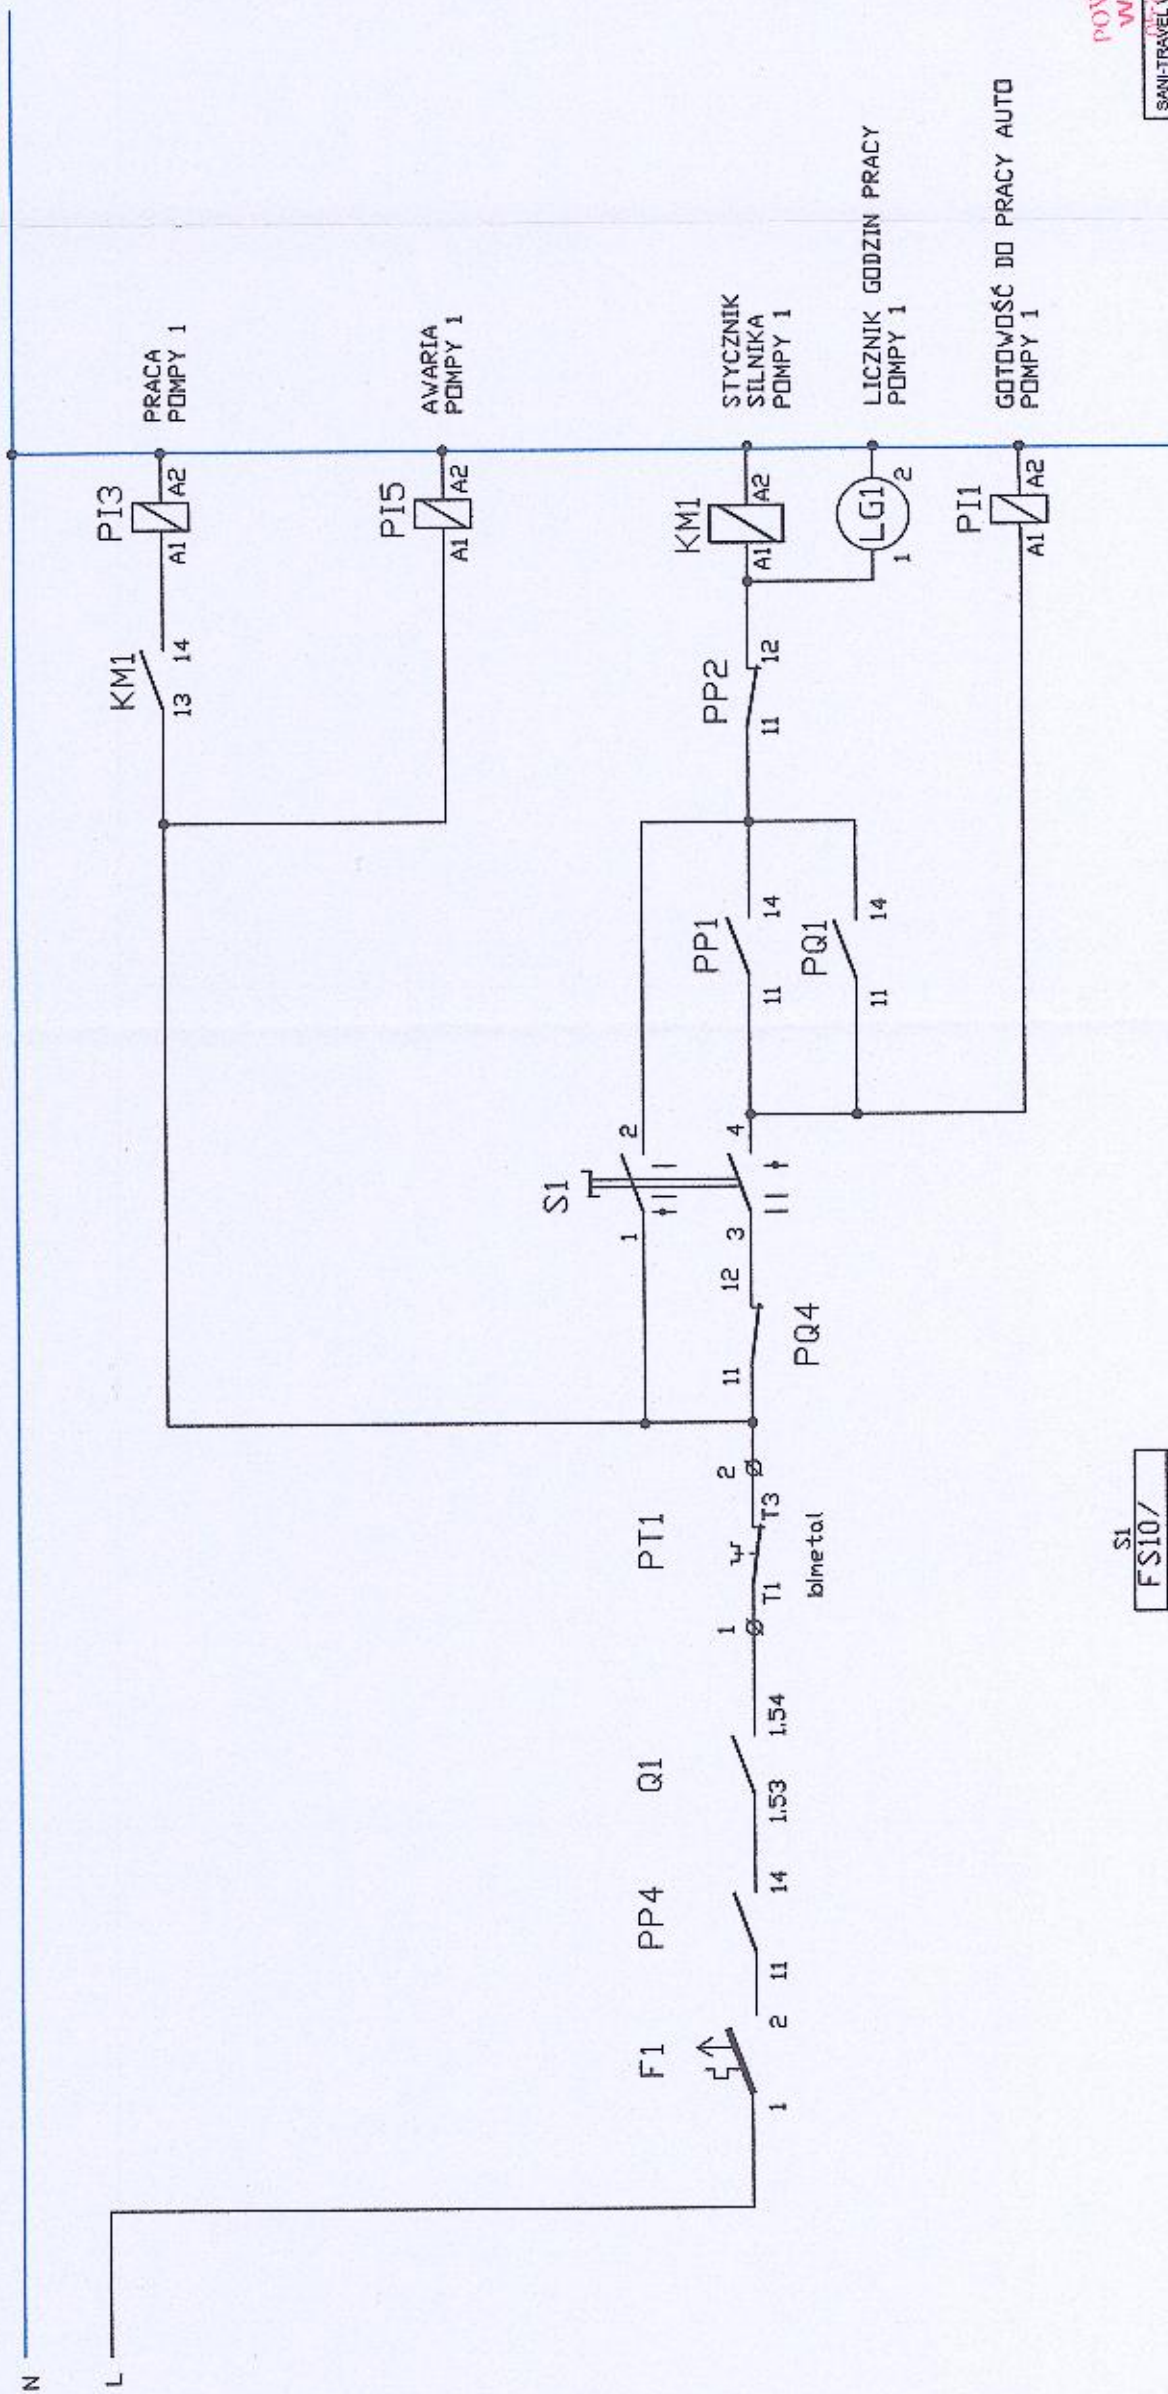 N
L
F1
1
2
PP4
11
14
Q1
1.53
1.54
PT1
1
T1
T3
2
bimetal
PQ4
11
12
S1
1
2
3
4
PP1
11
14
PQ1
11
14
PP2
11
12
KM1
13
14
PI3
A1
A2
PRACA
POMPY 1
PI5
A1
A2
AWARIA
POMPY 1
KM1
A1
A2
STYCZNIK
SILNIKA
POMPY 1
LG1
1
2
LICZNIK GODZIN PRACY
POMPY 1
PI1
A1
A2
GOTOWOŚĆ DO PRACY AUTO
POMPY 1
S1
FS10/
SANI-TRAVEL